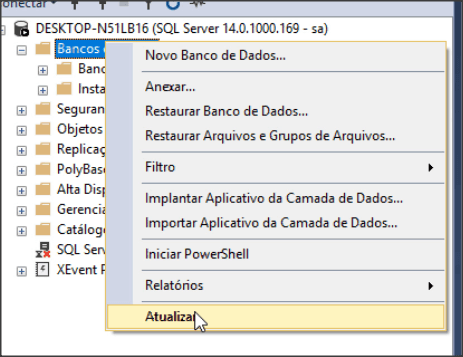 onectar
DESKTOP-N51LB16 (SQL Server 14.0.1000.169 - sa)
Bancos
Novo Banco de Dados...
Banc
Anexar...
Insta
Restaurar Banco de Dados...
Seguran
Restaurar Arquivos e Grupos de Arquivos...
Objetos
Replicaç
Filtro
PolyBase
Alta Disp
Implantar Aplicativo da Camada de Dados...
Gerencia
Importar Aplicativo da Camada de Dados...
Catálogo
SQL Serv
Iniciar PowerShell
XEvent P
Relatórios
Atualizar